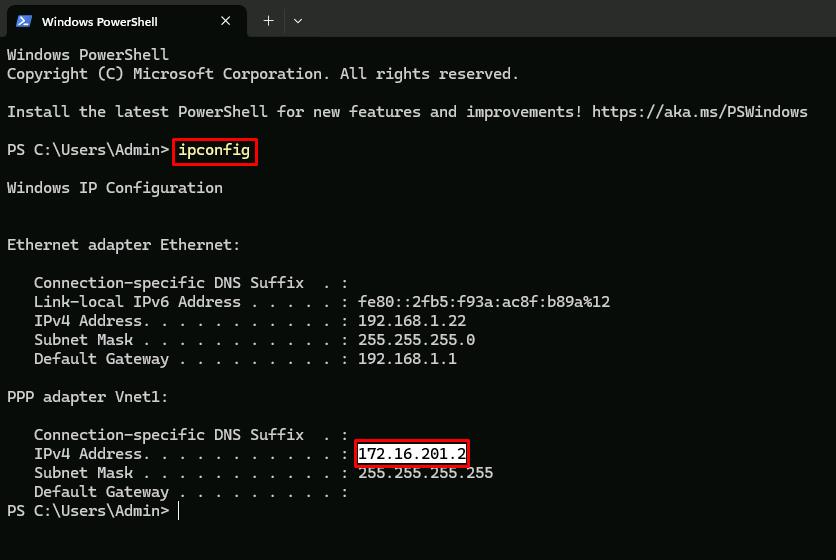 Windows PowerShell
Windows PowerShell
Copyright (C) Microsoft Corporation. All rights reserved.
Install the latest PowerShell for new features and improvements! https://aka.ms/PSWindows
PS C:\Users\Admin> ipconfig
Windows IP Configuration
Ethernet adapter Ethernet:
Connection-specific DNS Suffix  . :
Link-local IPv6 Address . . . . . : fe80::2fb5:f93a:ac8f:b89a%12
IPv4 Address. . . . . . . . . . . : 192.168.1.22
Subnet Mask . . . . . . . . . . . : 255.255.255.0
Default Gateway . . . . . . . . . : 192.168.1.1
PPP adapter Vnet1:
Connection-specific DNS Suffix  . :
IPv4 Address. . . . . . . . . . . : 172.16.201.2
Subnet Mask . . . . . . . . . . . : 255.255.255.255
Default Gateway . . . . . . . . . :
PS C:\Users\Admin>